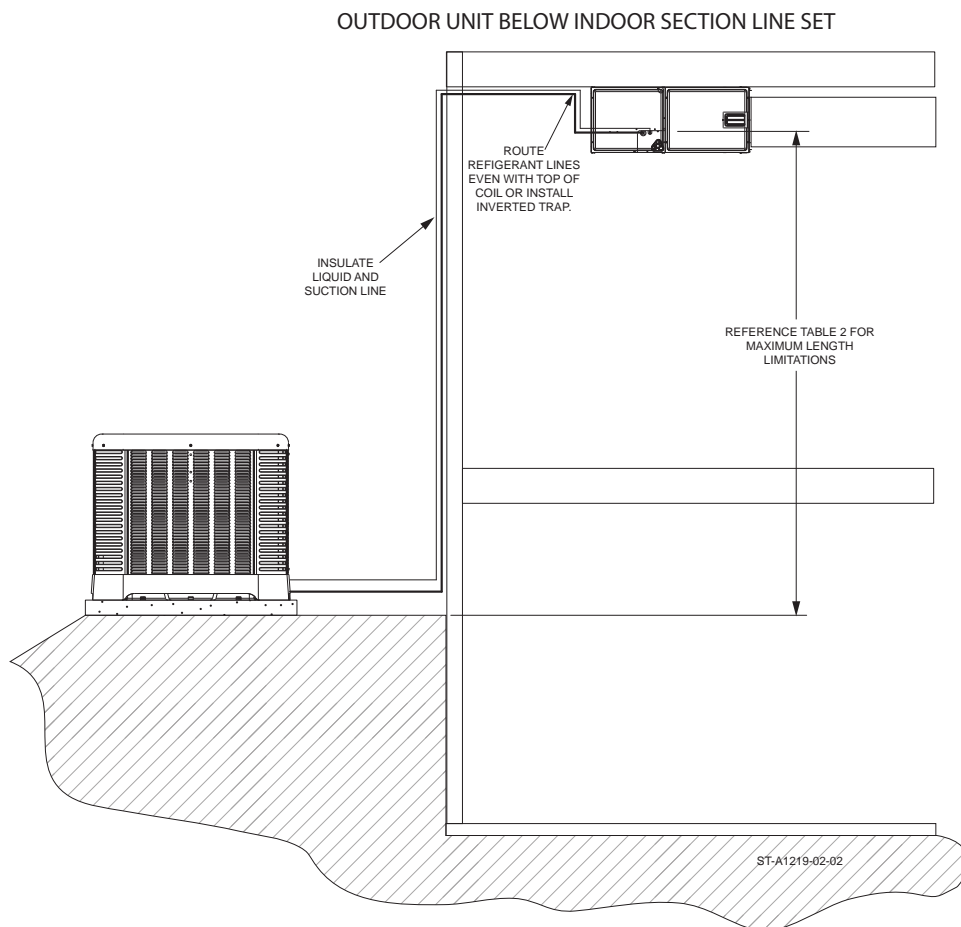 OUTDOOR UNIT BELOW INDOOR SECTION LINE SET
ROUTE
REFIGERANT LINES
EVEN WITH TOP OF
COIL OR INSTALL
INVERTED TRAP.
INSULATE
LIQUID AND
SUCTION LINE
REFERENCE TABLE 2 FOR
MAXIMUM LENGTH
LIMITATIONS
ST-A1219-02-02